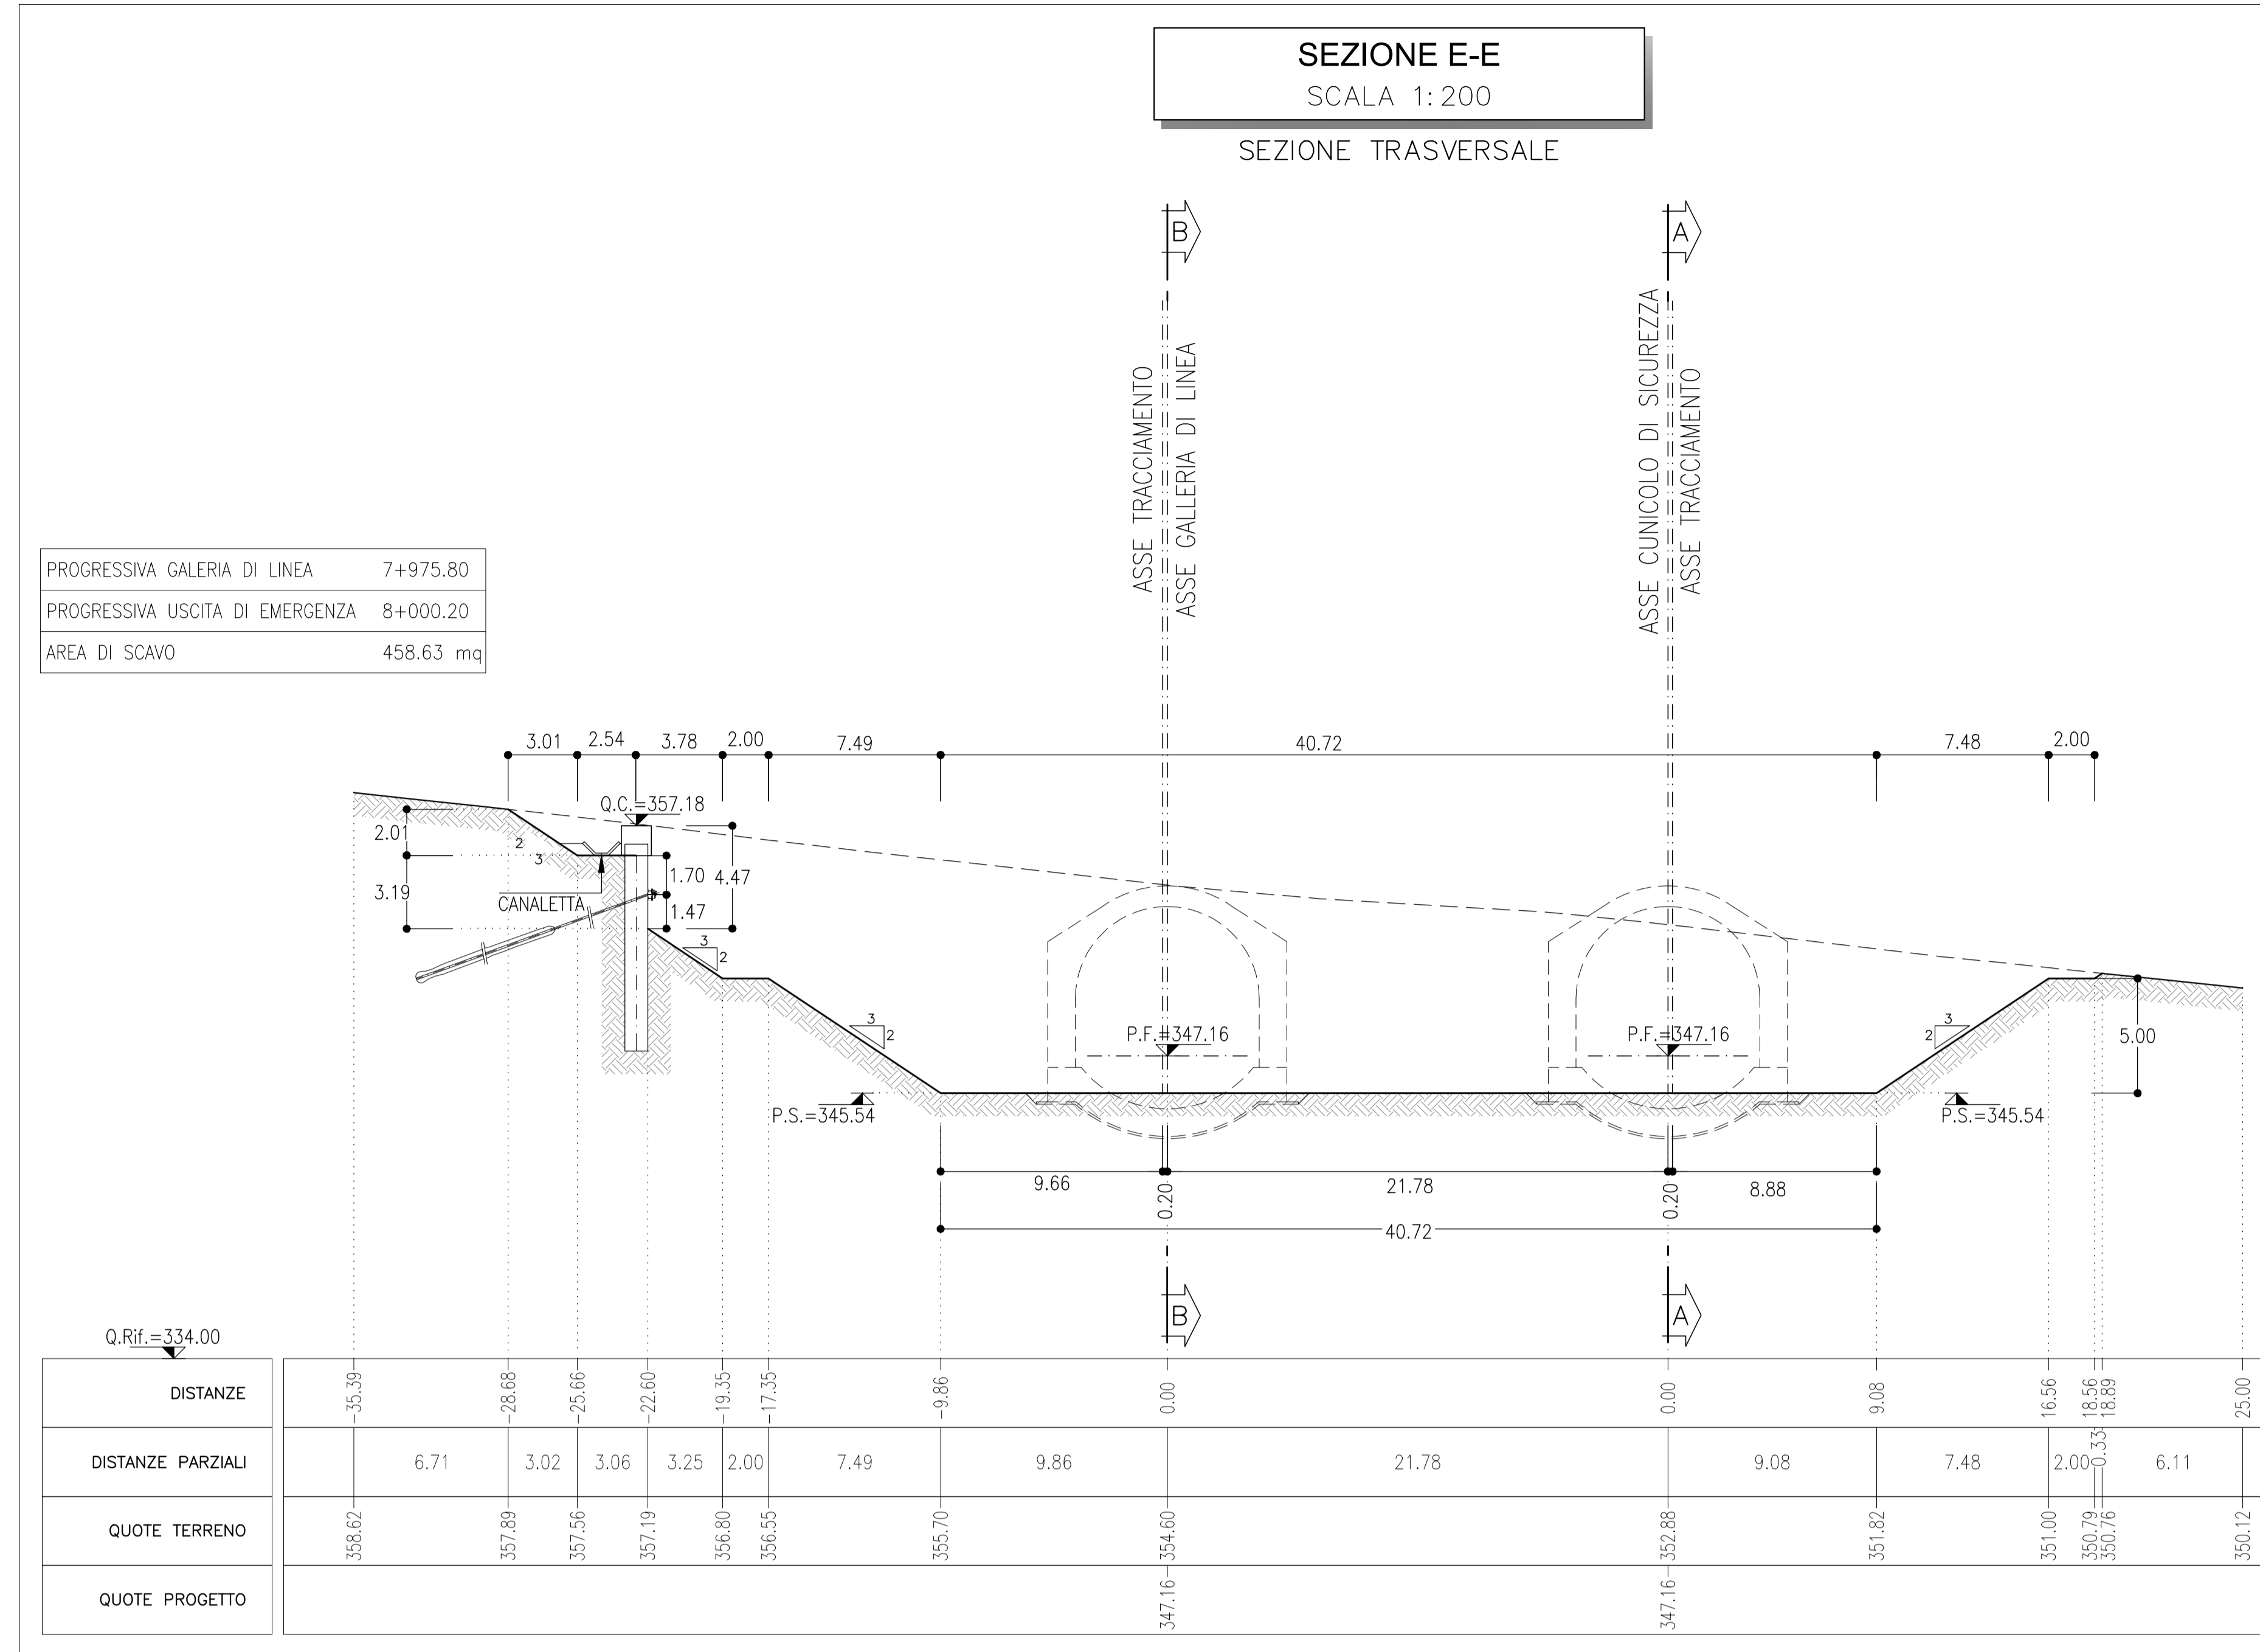 SEZIONE E-E
SCALA 1:200
SEZIONE TRASVERSALE
B
A
ASSE TRACCIAMENTO
ASSE GALLERIA DI LINEA
ASSE CUNICOLO DI SICUREZZA
ASSE TRACCIAMENTO
PROGRESSIVA GALERIA DI LINEA 7+975.80
PROGRESSIVA USCITA DI EMERGENZA 8+000.20
AREA DI SCAVO 458.63 mq
3.01 2.54 3.78 2.00 7.49 40.72 7.48 2.00
Q.C.=357.18
2.01
2
3
1.70 4.47
3.19
CANALETTA
1.47
3
2
3
2
P.F.=347.16
P.F.=347.16
3
2
5.00
P.S.=345.54
P.S.=345.54
9.66 0.20 21.78 0.20 8.88
40.72
B
A
Q.Rif.=334.00
DISTANZE -35.39 -28.68 -25.66 -22.60 -19.35 -17.35 -9.86 0.00 0.00 9.08 16.56 18.56 18.89 25.00
DISTANZE PARZIALI 6.71 3.02 3.06 3.25 2.00 7.49 9.86 21.78 9.08 7.48 2.00 0.33 6.11
QUOTE TERRENO 358.62 357.89 357.56 357.19 356.80 356.55 355.70 354.60 352.88 351.82 351.00 350.79 350.76 350.12
QUOTE PROGETTO 347.16 347.16